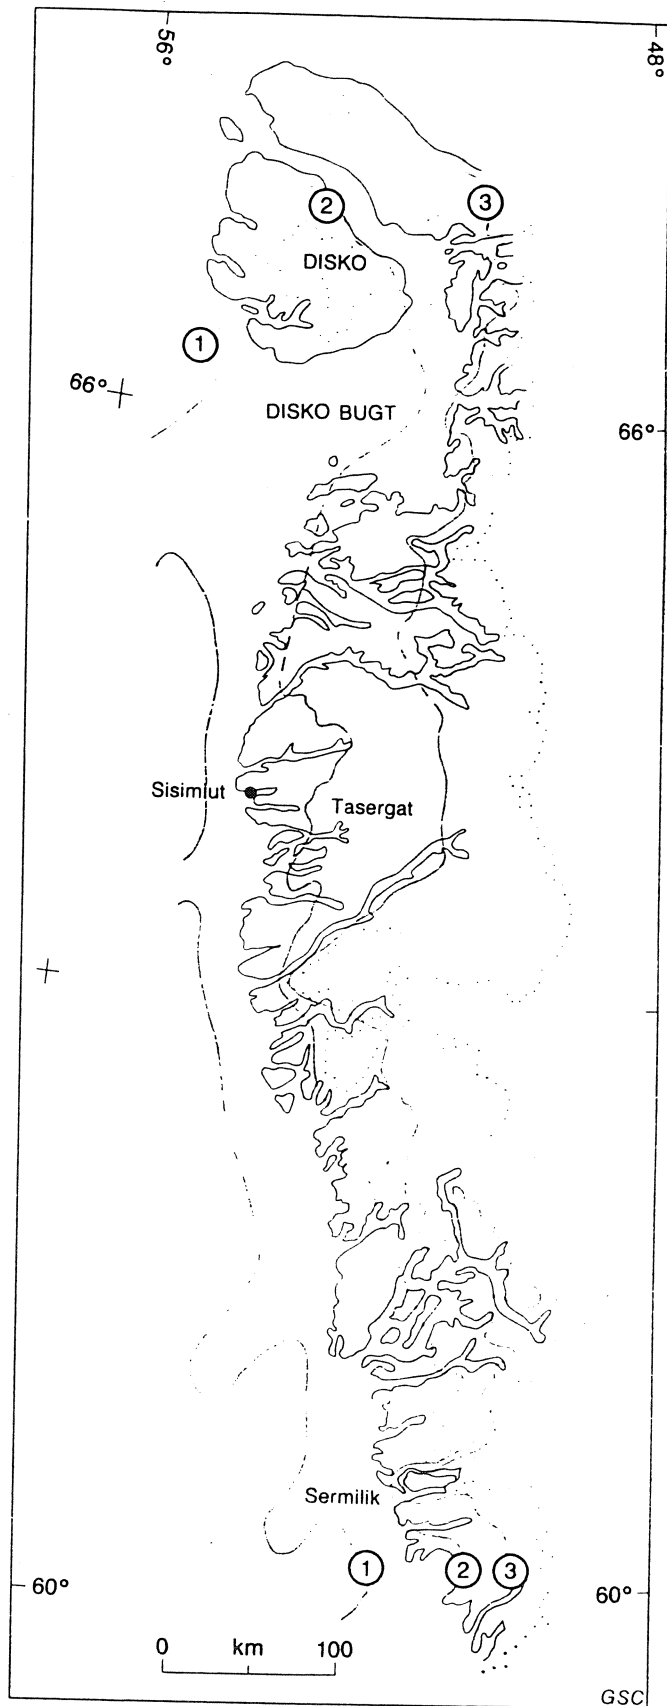 56°
48°
2
3
DISKO
1
66°
DISKO BUGT
66°
Sisimiut
Tasergat
Sermilik
1
2
3
60°
60°
0 km 100
GSC